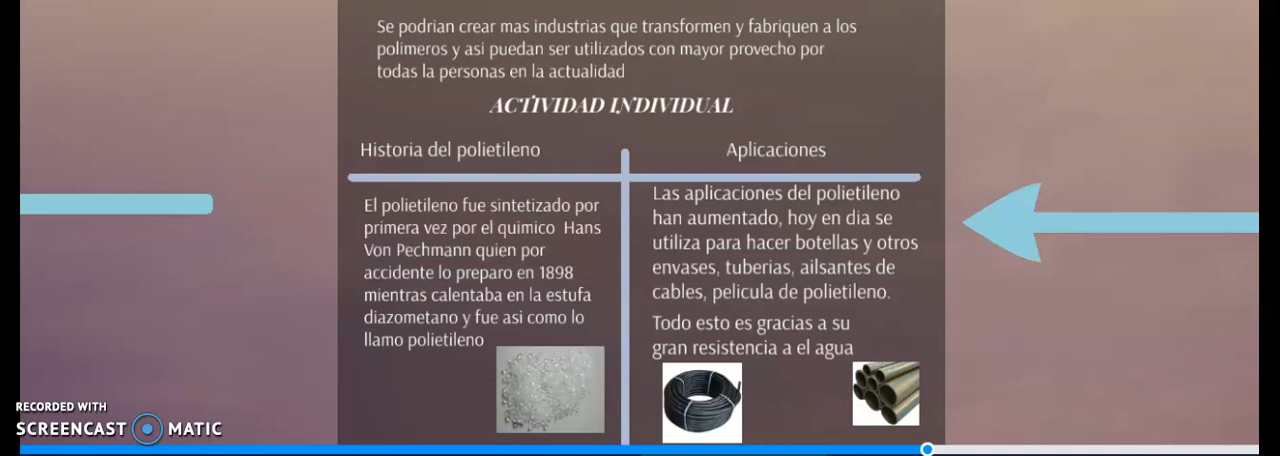 Se podrian crear mas industrias que transformen y fabriquen a los
polimeros y asi puedan ser utilizados con mayor provecho por
todas la personas en la actualidad
ACTIVIDAD INDIVIDUAL
Historia del polietileno
El polietileno fue sintetizado por
primera vez por el quimico Hans
Von Pechmann quien por
accidente lo preparo en 1898
mientras calentaba en la estufa
diazometano y fue asi como lo
llamo polietileno
Aplicaciones
Las aplicaciones del polietileno
han aumentado, hoy en dia se
utiliza para hacer botellas y otros
envases, tuberias, ailsantes de
cables, pelicula de polietileno.
Todo esto es gracias a su
gran resistencia a el agua
RECORDED WITH
SCREENCAST MATIC